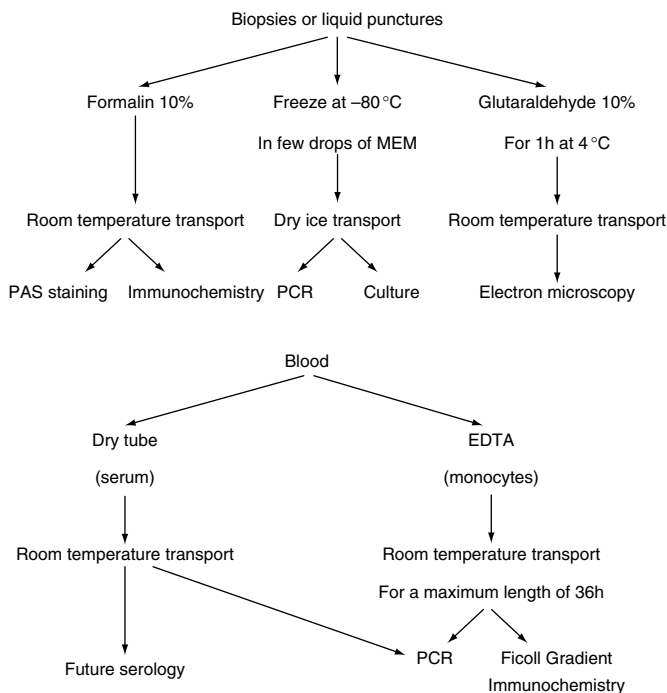 Biopsies or liquid punctures
Formalin 10%
Freeze at –80 °C
Glutaraldehyde 10%
In few drops of MEM
For 1h at 4 °C
Room temperature transport
Dry ice transport
Room temperature transport
PAS staining
Immunochemistry
PCR
Culture
Electron microscopy
Blood
Dry tube
EDTA
(serum)
(monocytes)
Room temperature transport
Room temperature transport
For a maximum length of 36h
Future serology
PCR
Ficoll Gradient
Immunochemistry